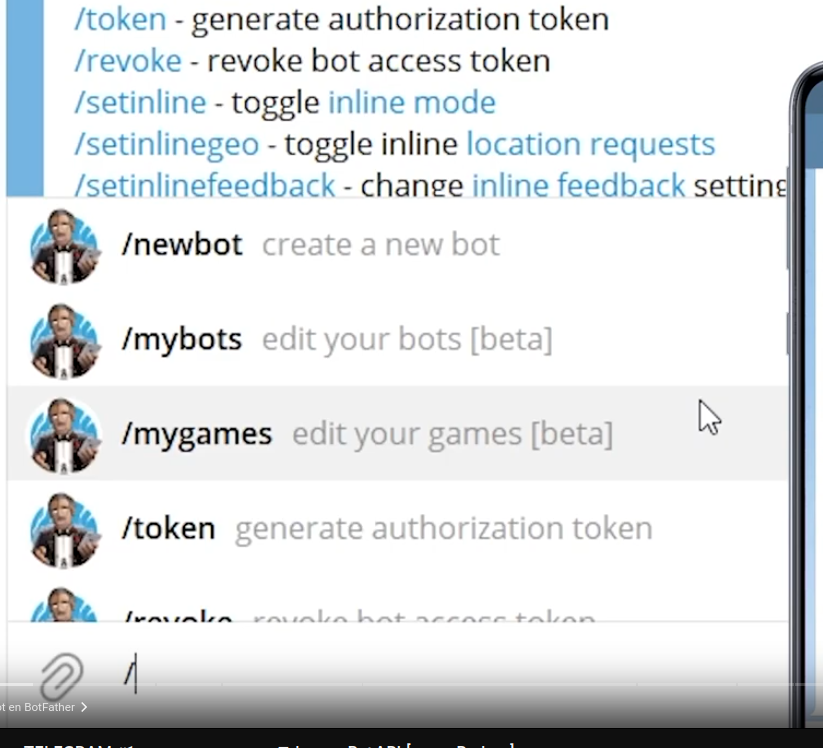 /token - generate authorization token
/revoke - revoke bot access token
/setinline - toggle inline mode
/setinlinegeo - toggle inline location requests
/setinlinefeedback - change inline feedback setting
/newbot create a new bot
/mybots edit your bots [beta]
/mygames edit your games [beta]
/token generate authorization token
/revoke revoke bot access token
/
ot en BotFather >